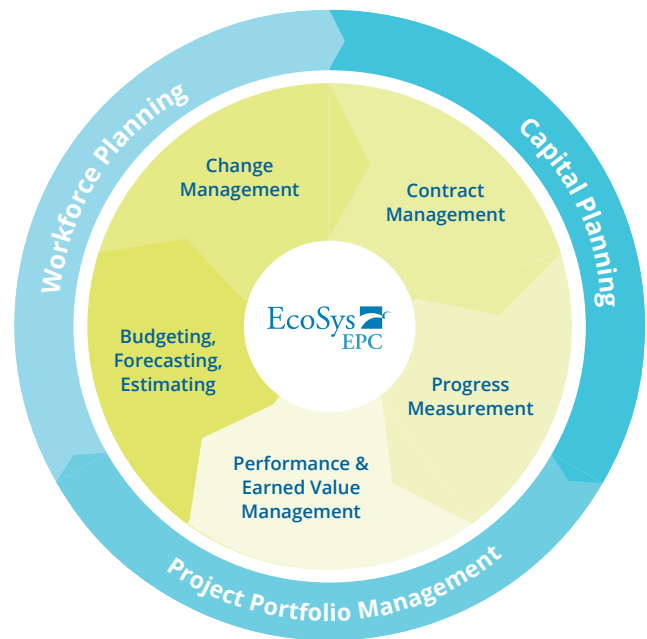 Workforce Planning
Capital Planning
Project Portfolio Management
Change
Management
Contract
Management
Progress
Measurement
Performance &
Earned Value
Management
Budgeting,
Forecasting,
Estimating
EcoSys
EPC